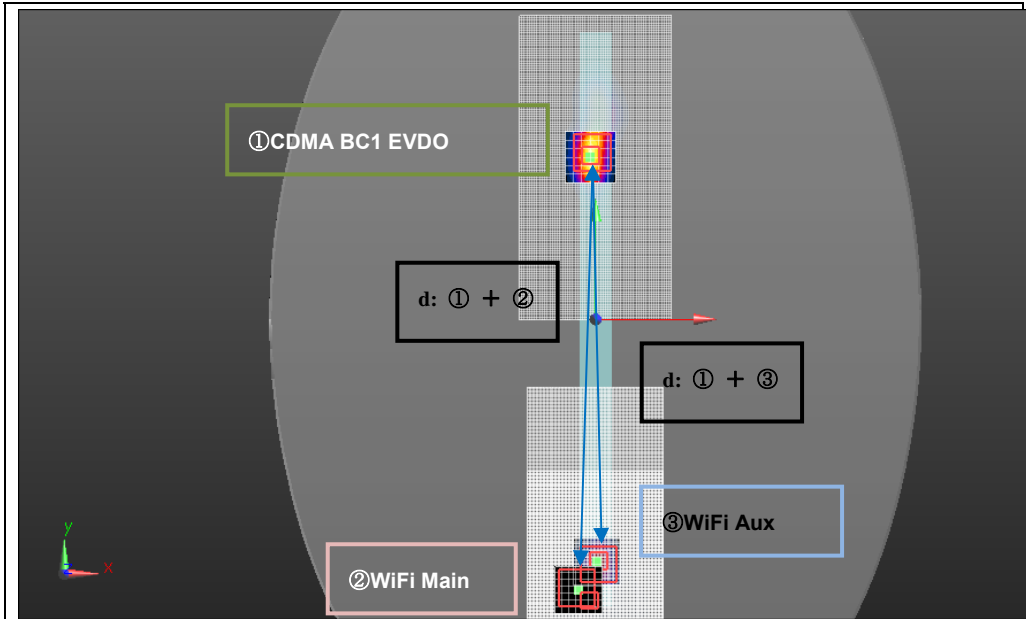 ①CDMA BC1 EVDO
d: ① + ②
d: ① + ③
③WiFi Aux
②WiFi Main
y
x